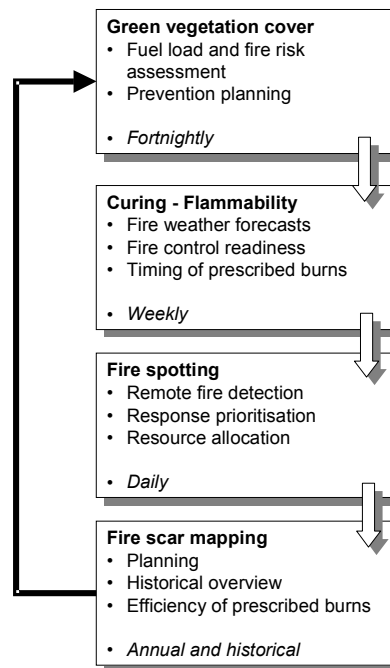 Green vegetation cover
• Fuel load and fire risk
assessment
• Prevention planning
• Fortnightly
Curing - Flammability
• Fire weather forecasts
• Fire control readiness
• Timing of prescribed burns
• Weekly
Fire spotting
• Remote fire detection
• Response prioritisation
• Resource allocation
• Daily
Fire scar mapping
• Planning
• Historical overview
• Efficiency of prescribed burns
• Annual and historical